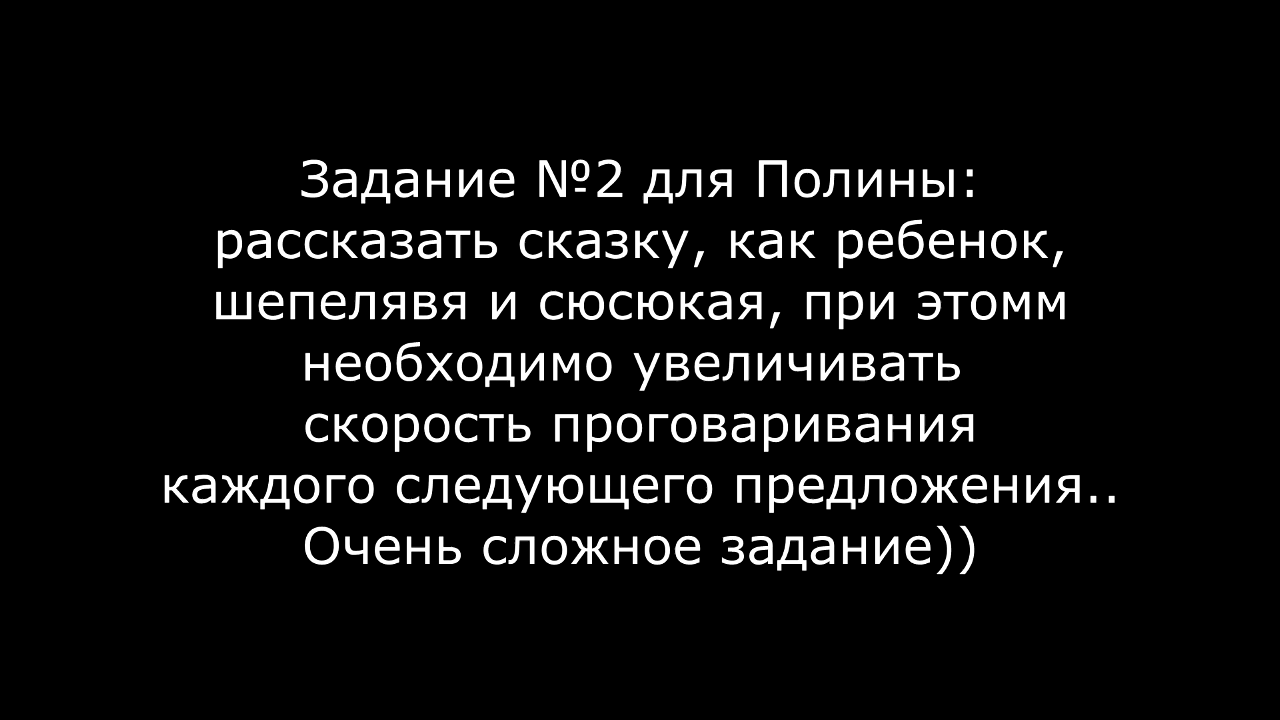 Задание №2 для Полины:
рассказать сказку, как ребенок,
шепелявя и сюсюкая, при этомм
необходимо увеличивать
скорость проговаривания
каждого следующего предложения..
Очень сложное задание))